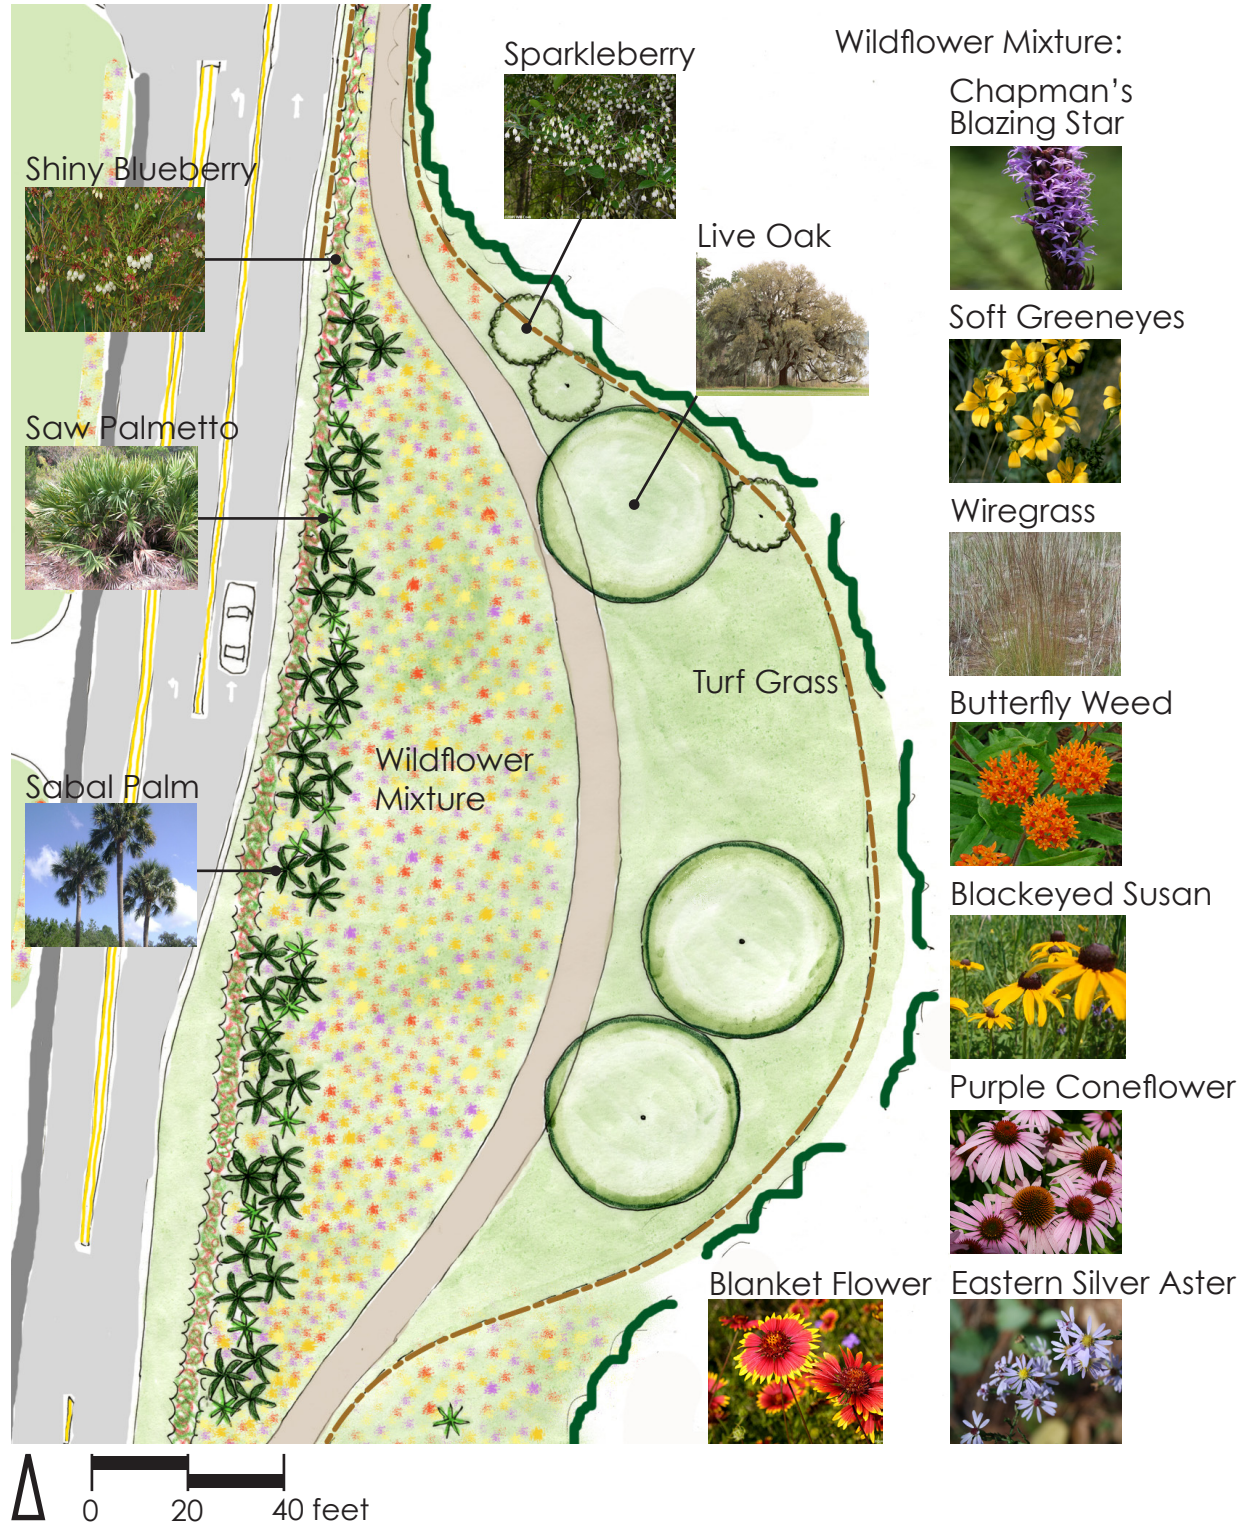 Sparkleberry
Wildflower Mixture:
Chapman's
Blazing Star
Shiny Blueberry
Live Oak
Soft Greeneyes
Saw Palmetto
Wiregrass
Turf Grass
Butterfly Weed
Wildflower
Mixture
Sabal Palm
Blackeyed Susan
Purple Coneflower
Blanket Flower
Eastern Silver Aster
0 20 40 feet